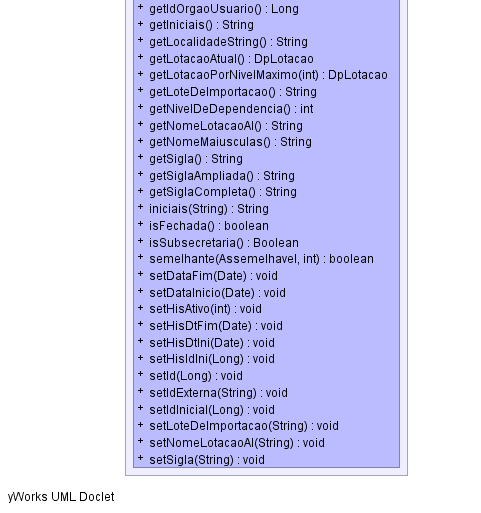 + getIdOrgaoUsuario() : Long
+ getIniciais() : String
+ getLocalidadeString() : String
+ getLotacaoAtual() : DpLotacao
+ getLotacaoPorNivelMaximo(int) : DpLotacao
+ getLoteDeImportacao() : String
+ getNivelDeDependencia() : int
+ getNomeLotacaoAI() : String
+ getNomeMaiusculas() : String
+ getSigla() : String
+ getSiglaAmpliada() : String
+ getSiglaCompleta() : String
+ iniciais(String) : String
+ isFechada() : boolean
+ isSubsecretaria() : Boolean
+ semelhante(Assemelhavel, int) : boolean
+ setDataFim(Date) : void
+ setDataInicio(Date) : void
+ setHisAtivo(int) : void
+ setHisDtFim(Date) : void
+ setHisDtIni(Date) : void
+ setHisIdIni(Long) : void
+ setId(Long) : void
+ setIdExterna(String) : void
+ setIdInicial(Long) : void
+ setLoteDeImportacao(String) : void
+ setNomeLotacaoAI(String) : void
+ setSigla(String) : void
yWorks UML Doclet